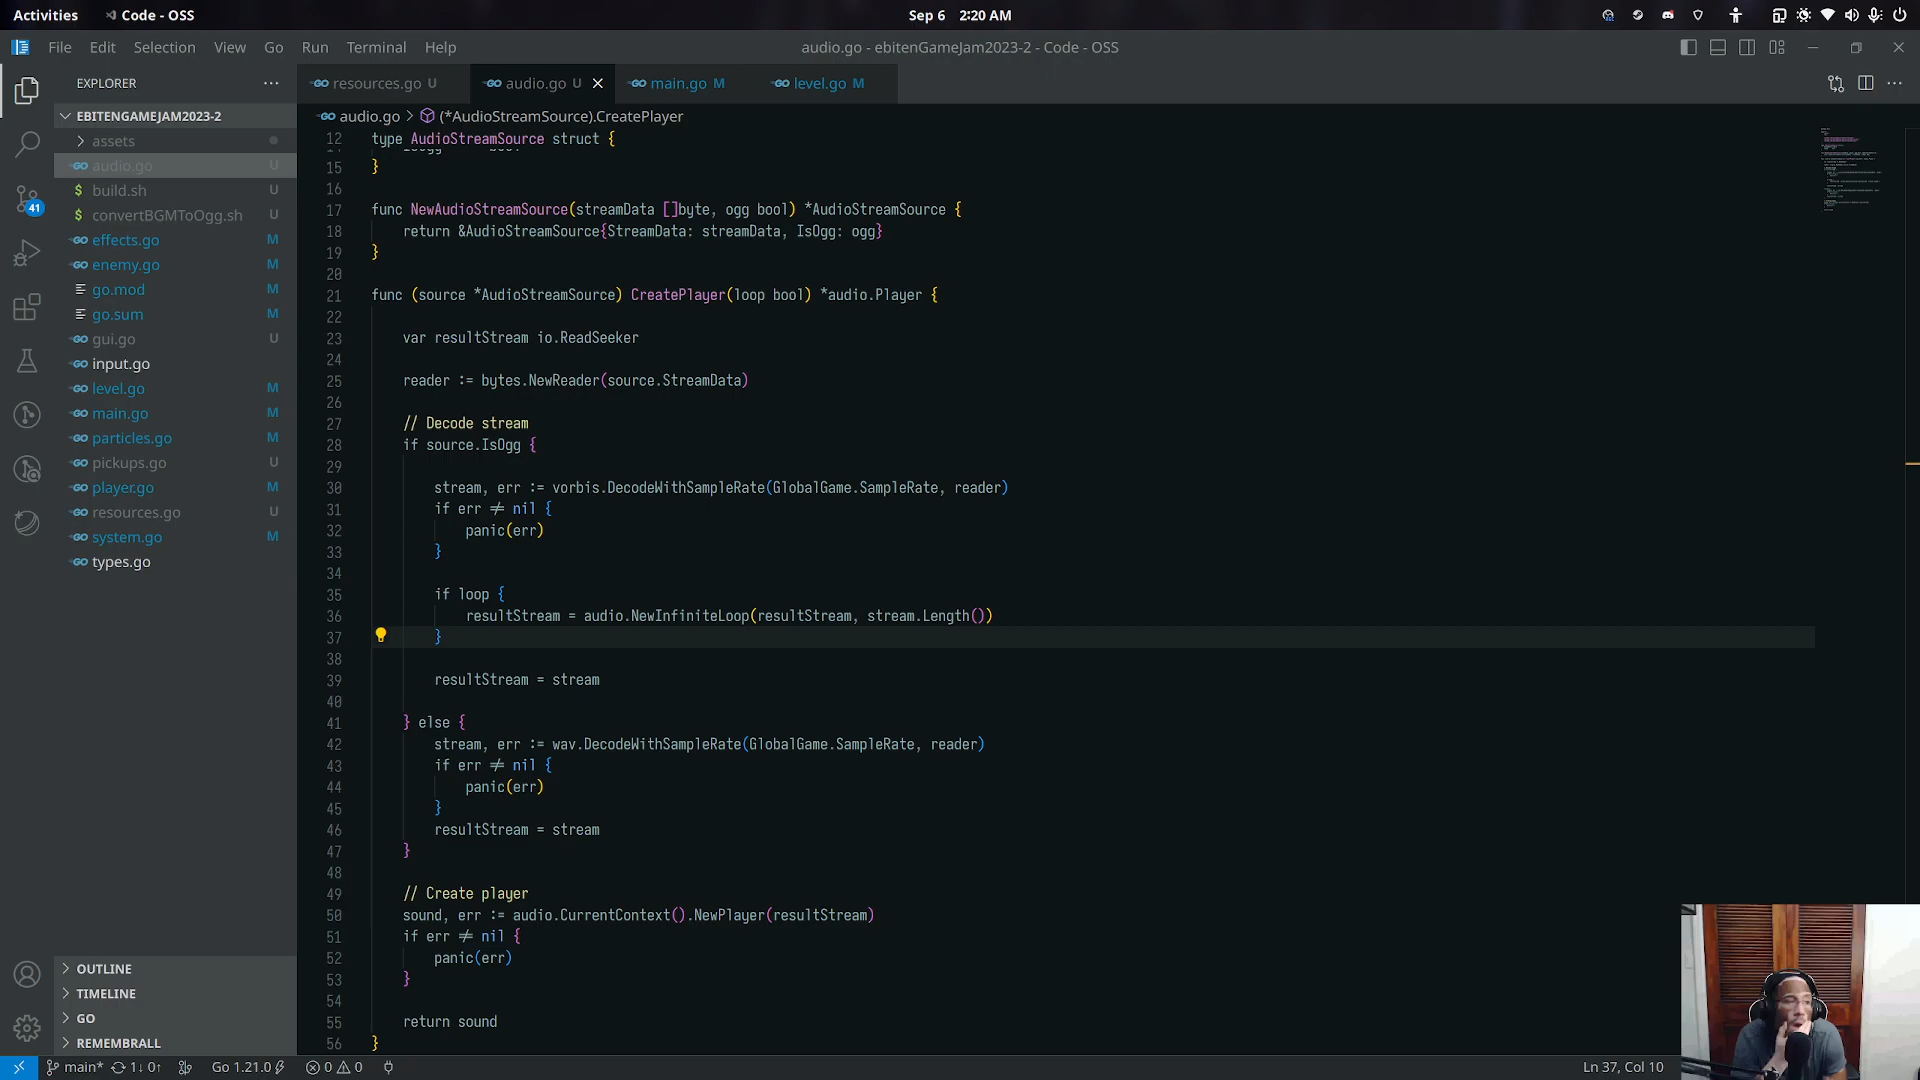 Activities
Code - OSS
Sep 6 2:20 AM
File Edit Selection View Go Run Terminal Help
audio.go - ebitenGameJam2023-2 - Code - OSS
EXPLORER
resources.go U
audio.go U
main.go M
level.go M
EBITENGAMEJAM2023-2
assets
audio.go U
build.sh U
convertBGMToOgg.sh U
effects.go M
enemy.go M
go.mod M
go.sum M
gui.go U
input.go
level.go M
main.go M
particles.go M
pickups.go U
player.go M
resources.go U
system.go M
types.go
41
OUTLINE
TIMELINE
GO
REMEMBRALL
audio.go > (*AudioStreamSource).CreatePlayer
12 type AudioStreamSource struct {
15 }
16
17 func NewAudioStreamSource(streamData []byte, ogg bool) *AudioStreamSource {
18 return &AudioStreamSource{StreamData: streamData, IsOgg: ogg}
19 }
20
21 func (source *AudioStreamSource) CreatePlayer(loop bool) *audio.Player {
22
23 var resultStream io.ReadSeeker
24
25 reader := bytes.NewReader(source.StreamData)
26
27 // Decode stream
28 if source.IsOgg {
29
30 stream, err := vorbis.DecodeWithSampleRate(GlobalGame.SampleRate, reader)
31 if err ≠ nil {
32 panic(err)
33 }
34
35 if loop {
36 resultStream = audio.NewInfiniteLoop(resultStream, stream.Length())
37 }
38
39 resultStream = stream
40
41 } else {
42 stream, err := wav.DecodeWithSampleRate(GlobalGame.SampleRate, reader)
43 if err ≠ nil {
44 panic(err)
45 }
46 resultStream = stream
47 }
48
49 // Create player
50 sound, err := audio.CurrentContext().NewPlayer(resultStream)
51 if err ≠ nil {
52 panic(err)
53 }
54
55 return sound
56 }
main* 1↓ 0↑ Go 1.21.0 0 0
Ln 37, Col 10